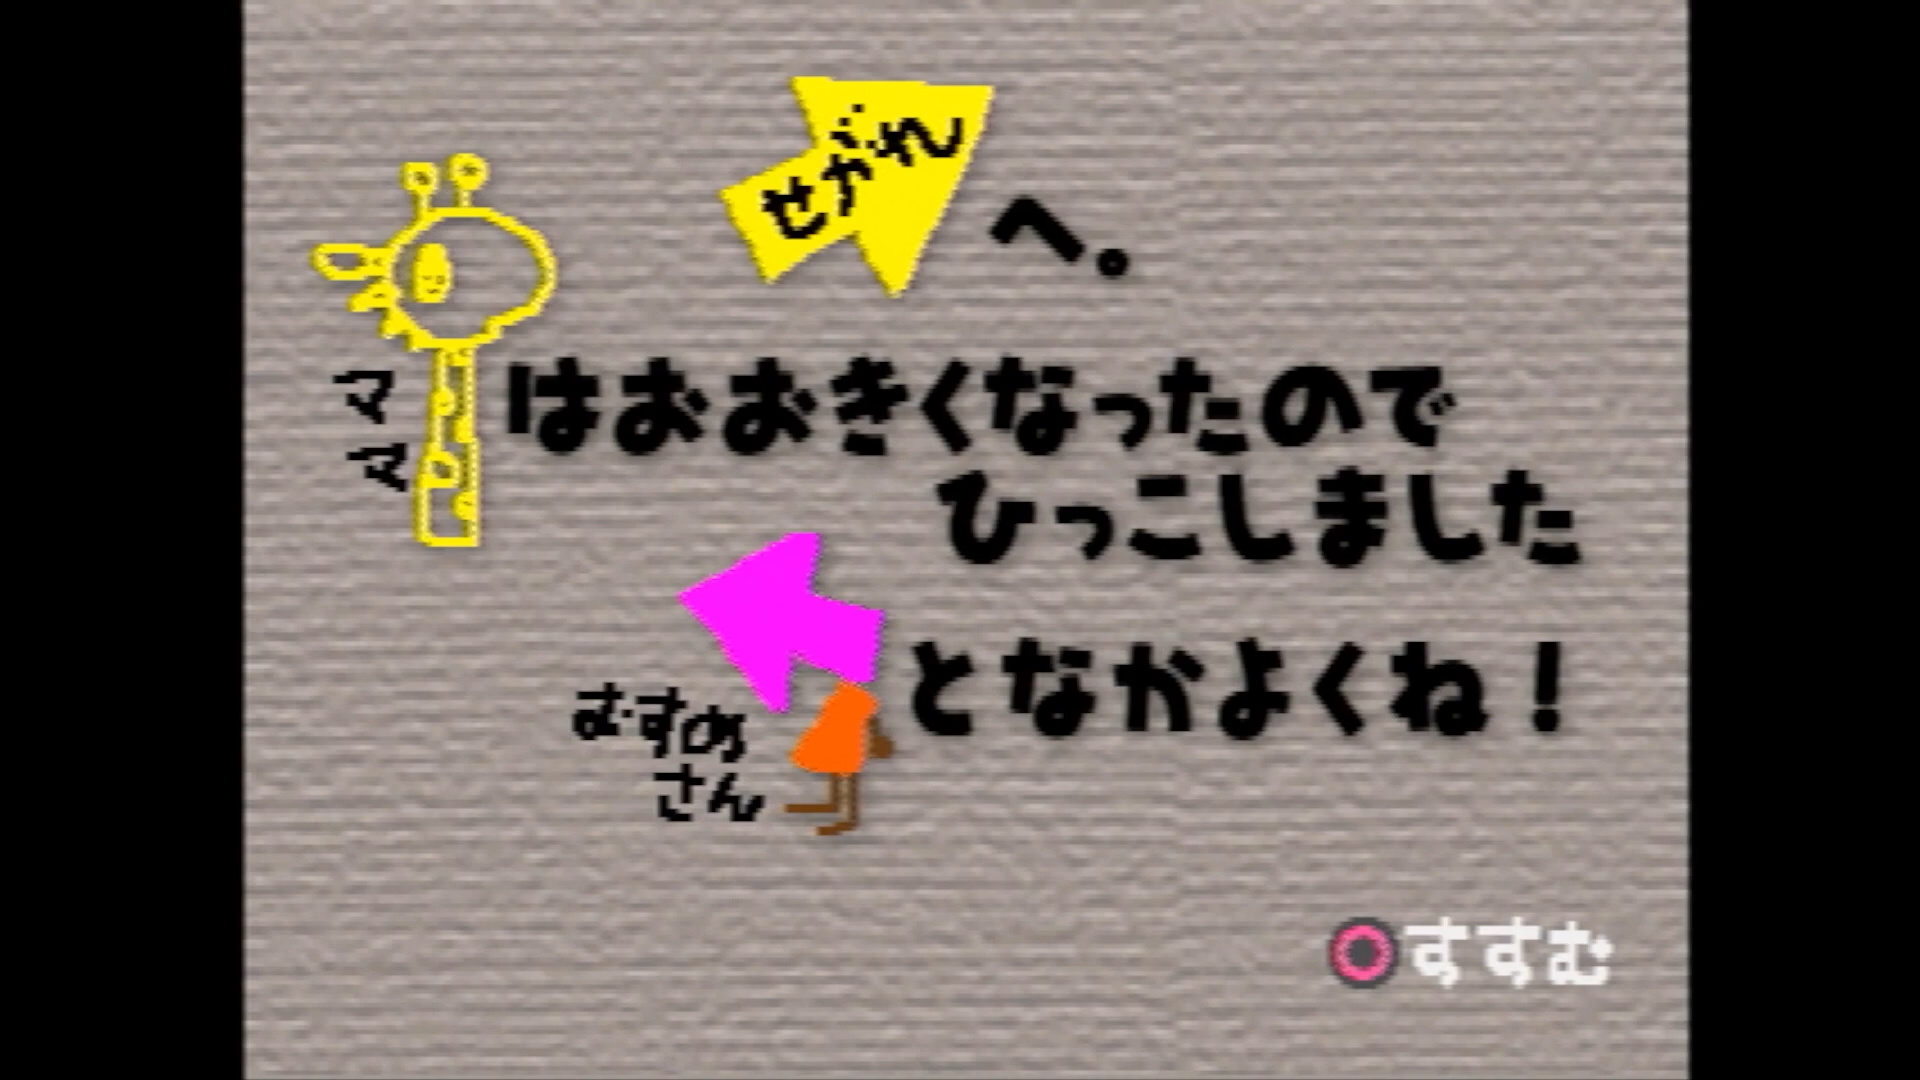 せがれへ。
ママはおおきくなったので
ひっこしました
むすめさんとなかよくね！
すすむ